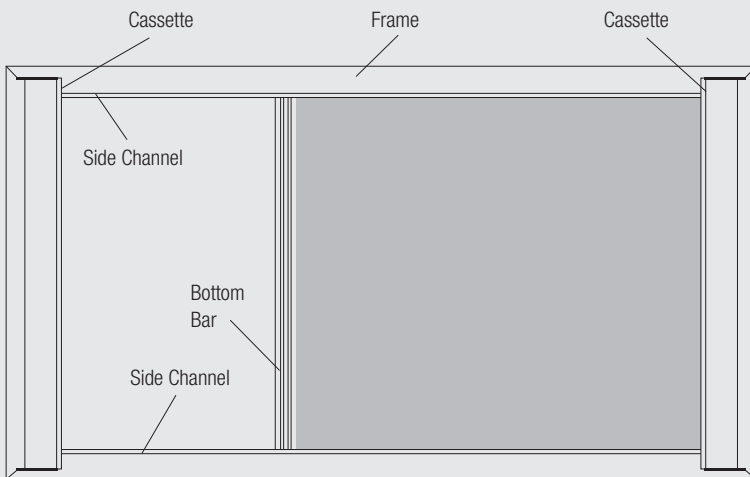 Cassette
Frame
Cassette
Side Channel
Bottom
Bar
Side Channel